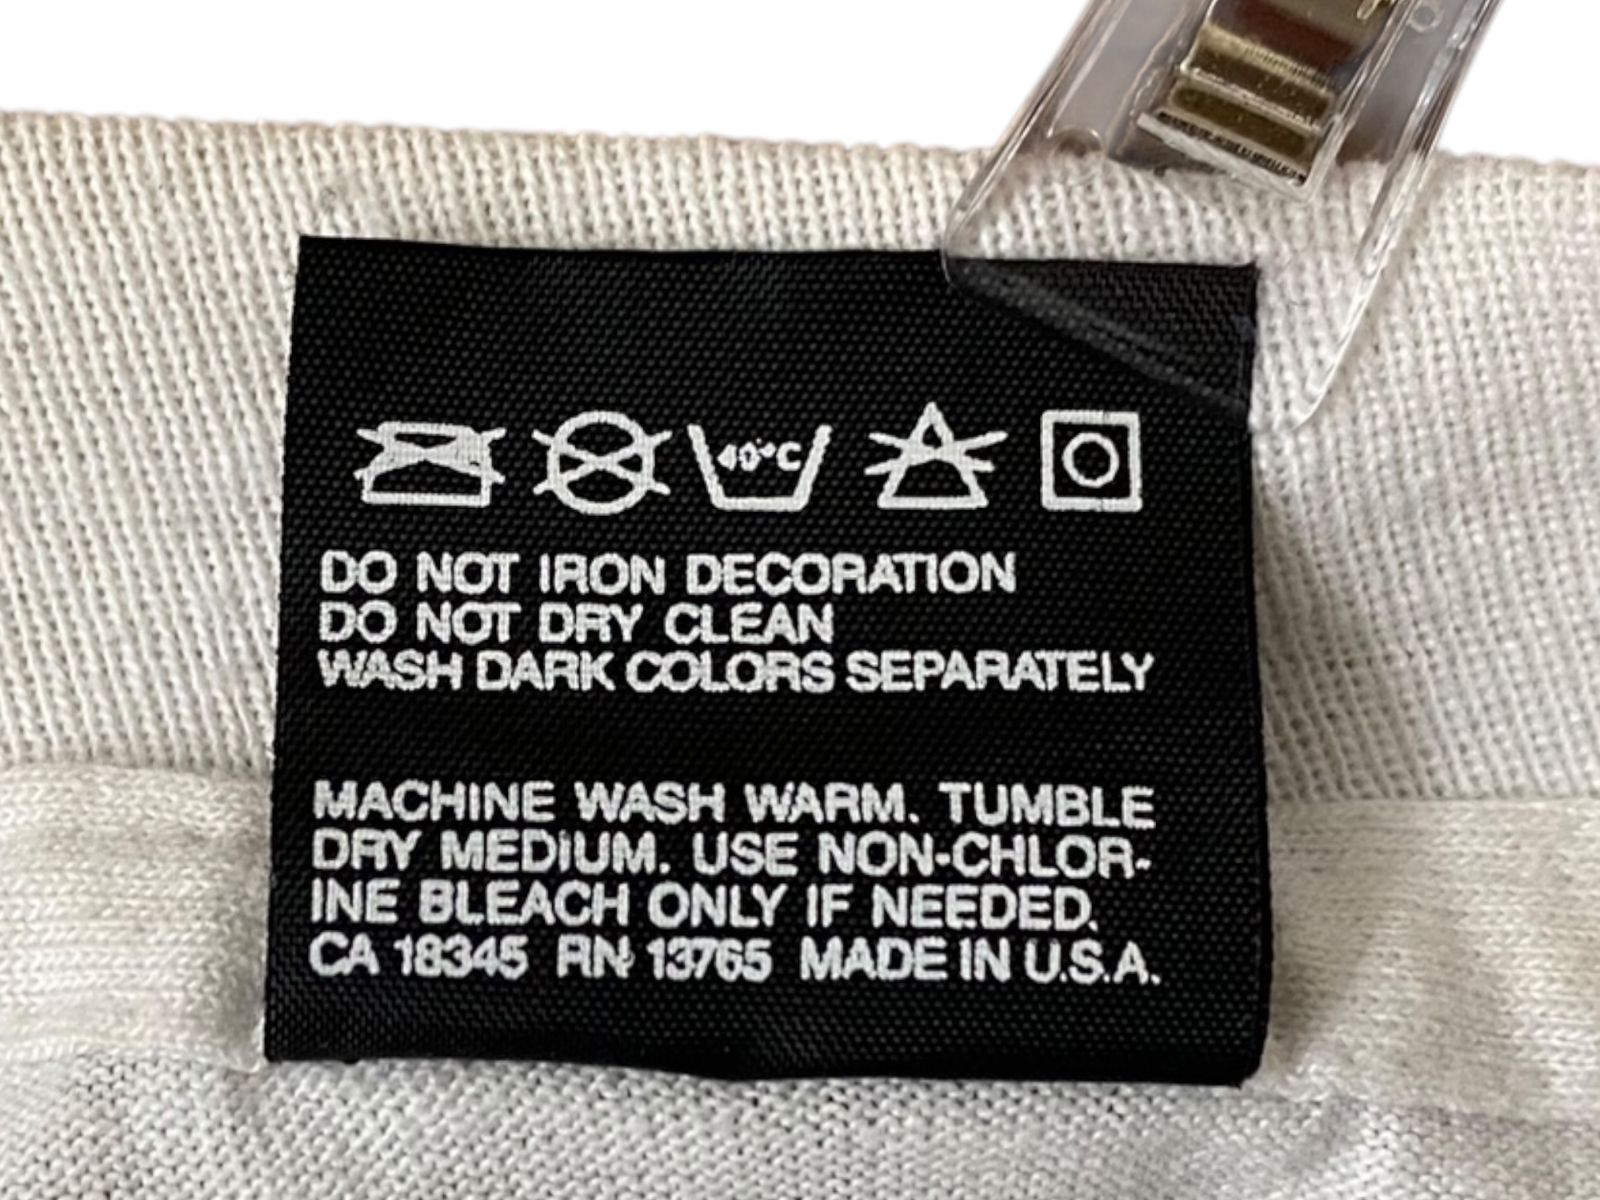 40°C
DO NOT IRON DECORATION
DO NOT DRY CLEAN
WASH DARK COLORS SEPARATELY
MACHINE WASH WARM. TUMBLE
DRY MEDIUM. USE NON-CHLOR-
INE BLEACH ONLY IF NEEDED.
CA 18345 RN 13765 MADE IN U.S.A.